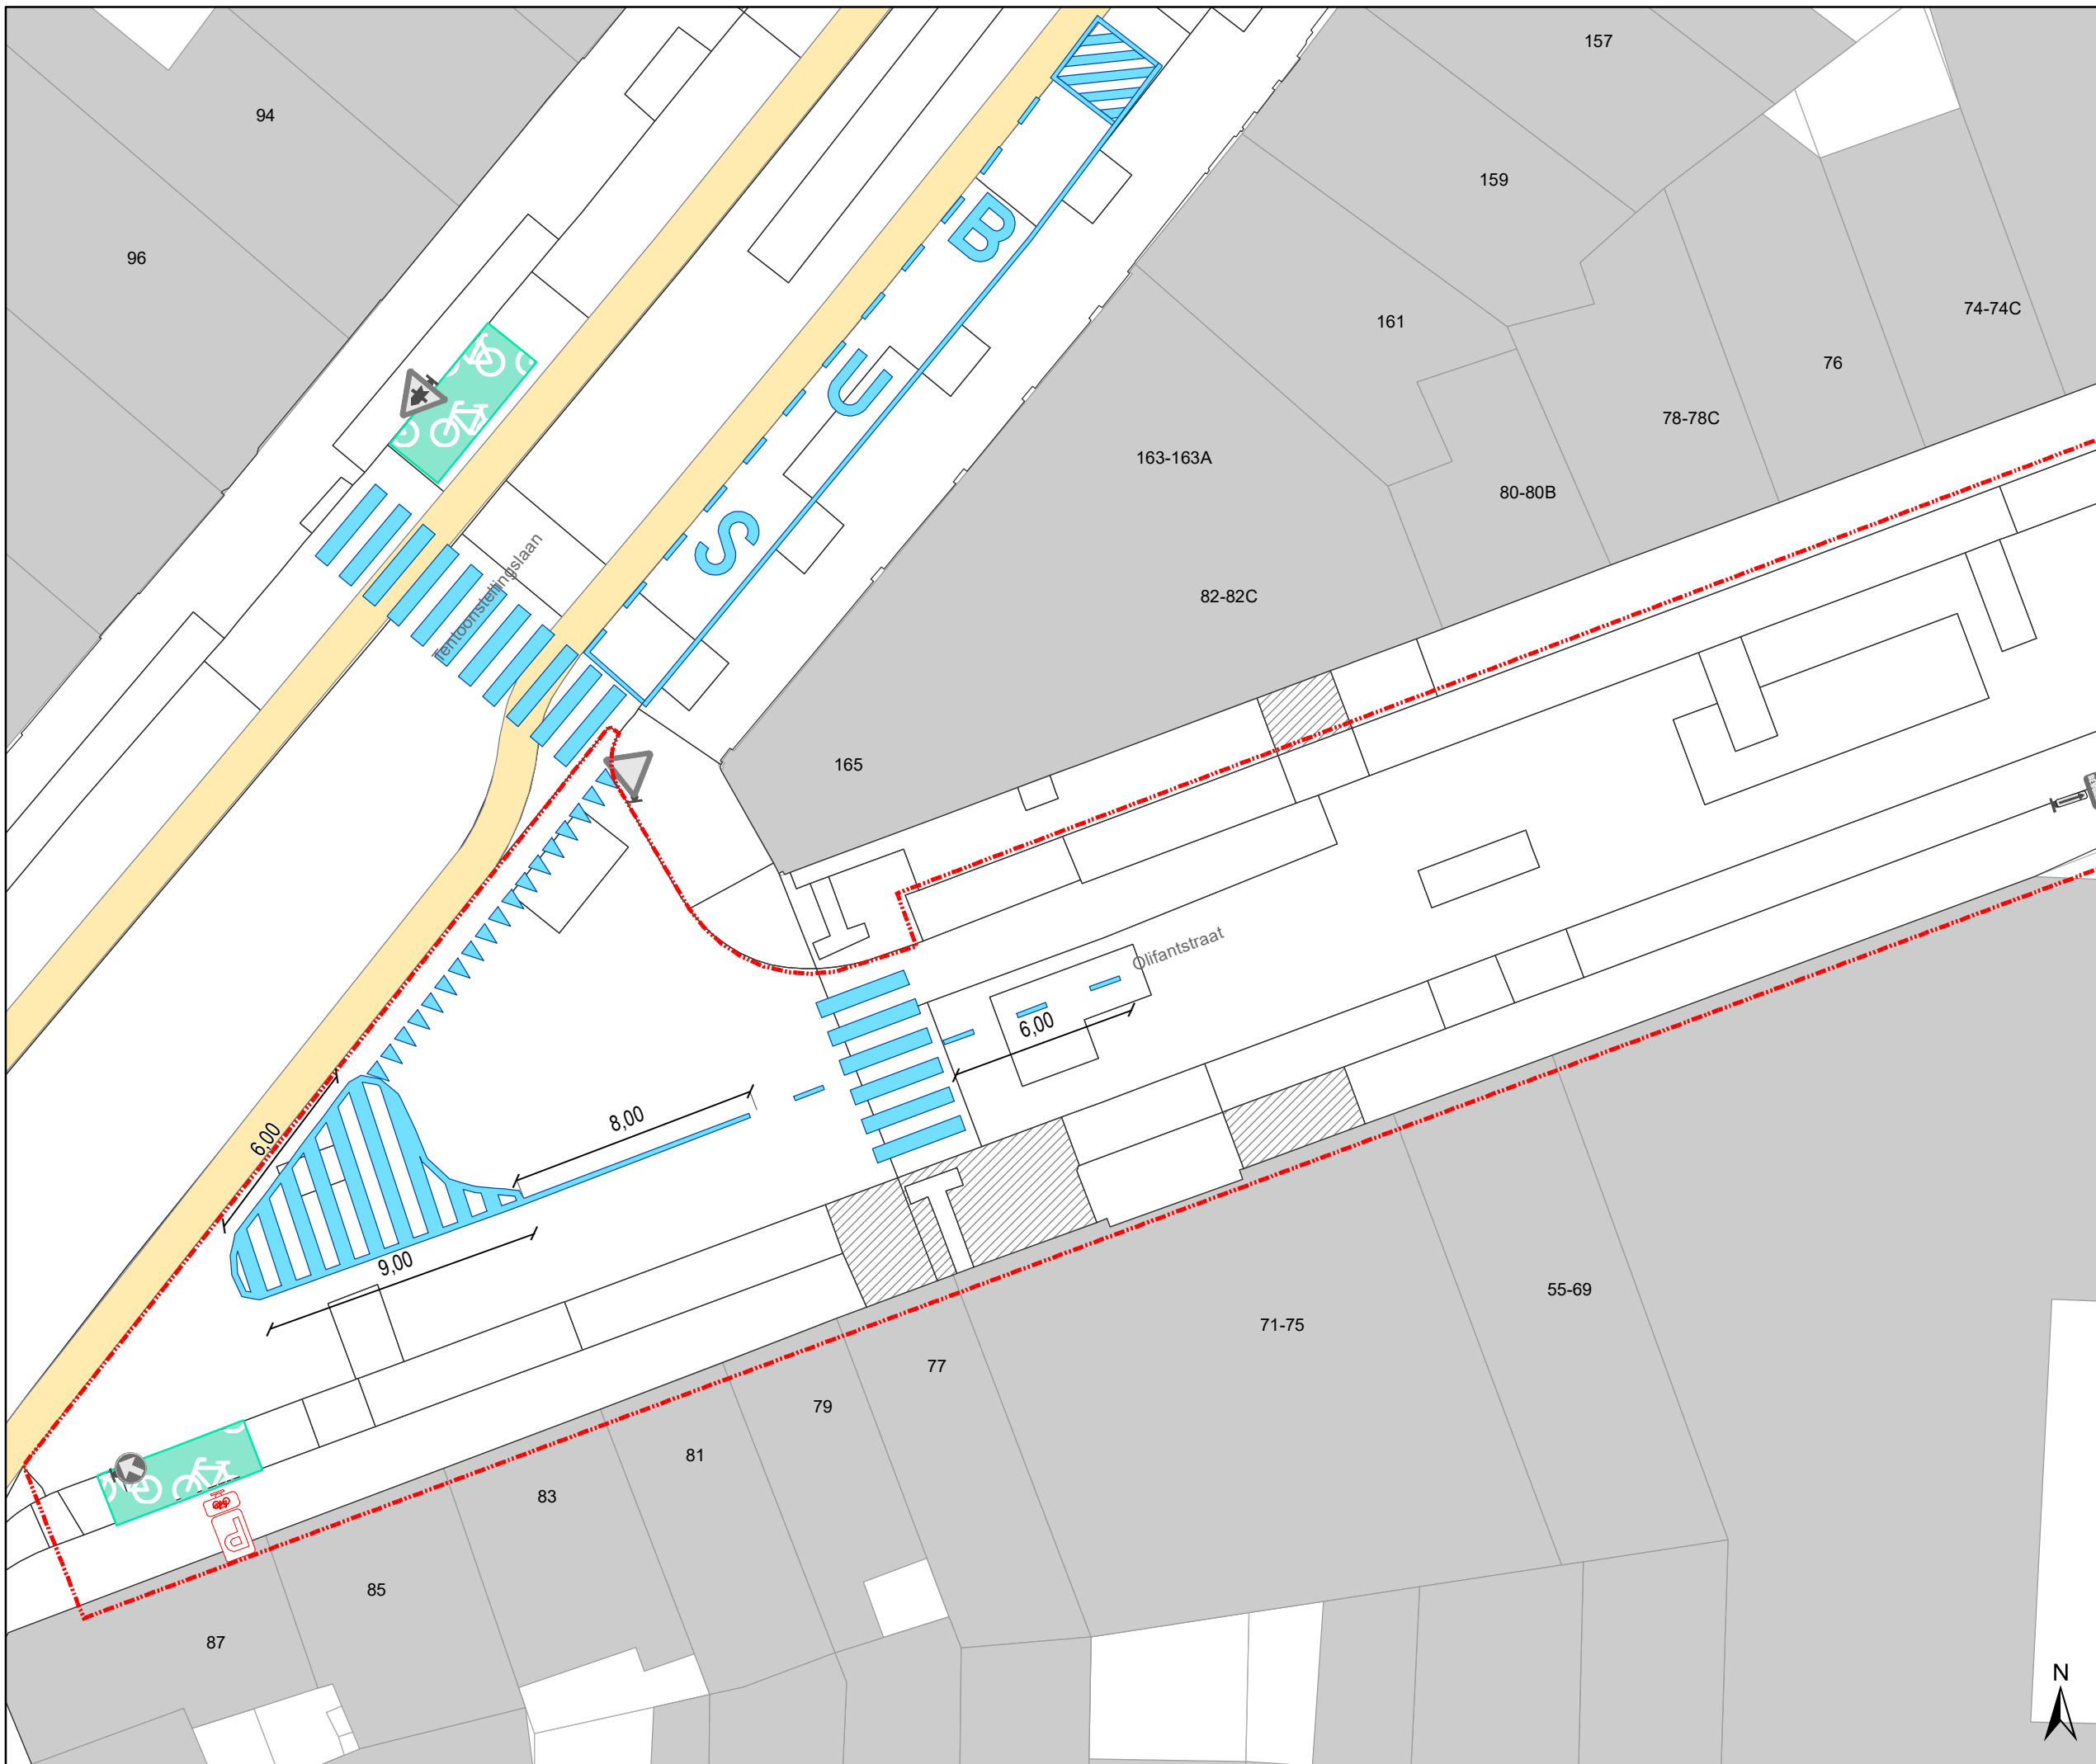 157
94
159
96
B
74-74C
161
76
U
78-78C
163-163A
80-80B
S
Tentoonstellingslaan
82-82C
165
Olifantstraat
6,00
8,00
6,00
9,00
55-69
71-75
77
79
81
83
P
85
87
N